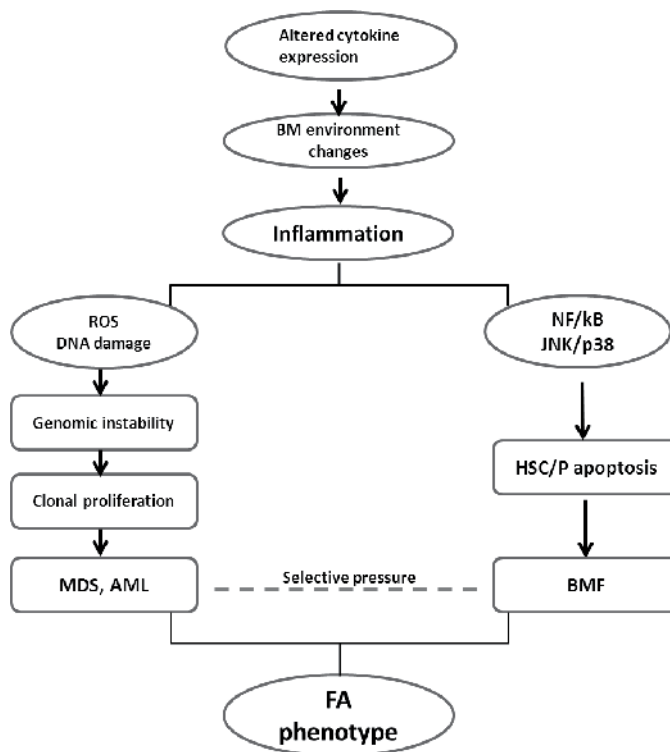 Altered cytokine
expression
BM environment
changes
Inflammation
ROS
DNA damage
NF/kB
JNK/p38
Genomic instability
HSC/P apoptosis
Clonal proliferation
MDS, AML
Selective pressure
BMF
FA
phenotype